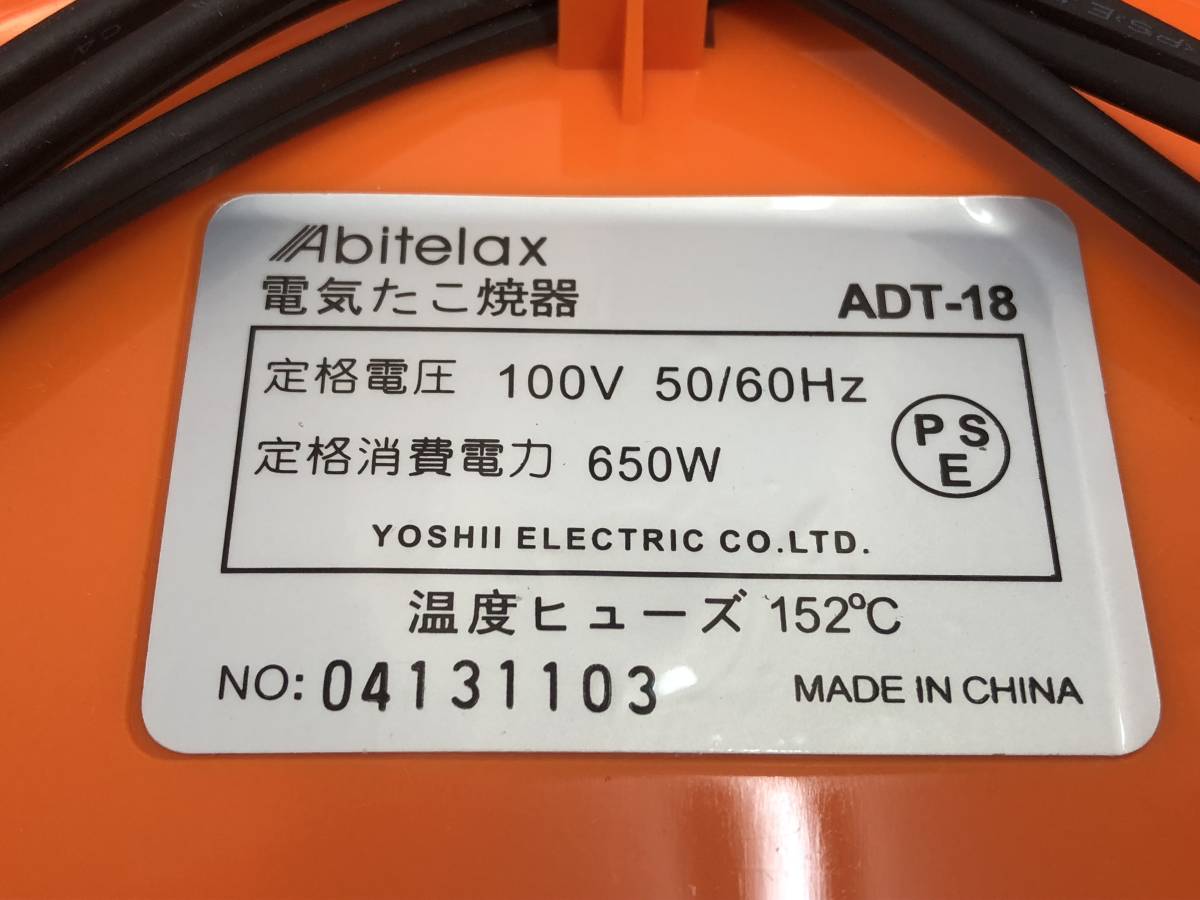 Abitelax
電気たこ焼器 ADT-18
定格電圧 100V 50/60Hz
定格消費電力 650W
PS
E
YOSHII ELECTRIC CO.LTD.
温度ヒューズ 152℃
NO: 04131103 MADE IN CHINA